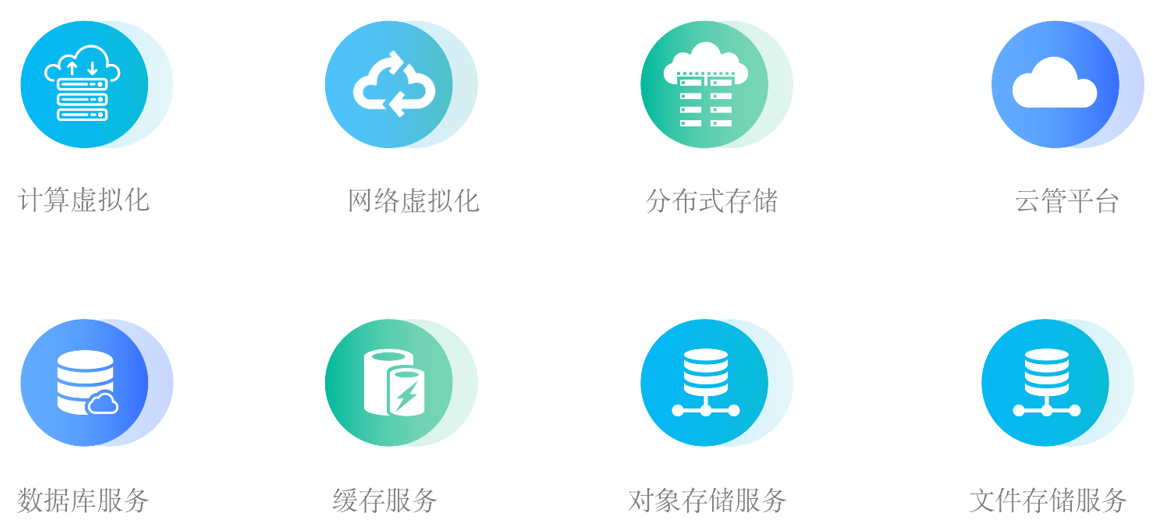 计算虚拟化
网络虚拟化
分布式存储
云管平台
数据库服务
缓存服务
对象存储服务
文件存储服务